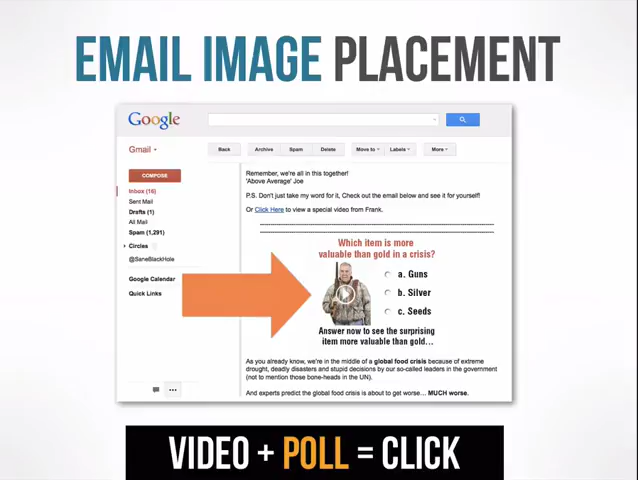 EMAIL IMAGE PLACEMENT
Google
Gmail
Back Archive Spam Delete Move to Labels More
COMPOSE
Inbox (16)
Sent Mail
Drafts (1)
All Mail
Spam (1,291)
Circles
@SaneBlackHole
Google Calendar
Quick Links
Remember, we're all in this together!
'Above Average' Joe
P.S. Don't just take my word for it, Check out the email below and see it for yourself!
Or Click Here to view a special video from Frank.
Which item is more
valuable than gold in a crisis?
a. Guns
b. Silver
c. Seeds
Answer now to see the surprising
item more valuable than gold...
As you already know, we're in the middle of a global food crisis because of extreme
drought, deadly disasters and stupid decisions by our so-called leaders in the government
(not to mention those bone-heads in the UN).
And experts predict the global food crisis is about to get worse... MUCH worse.
VIDEO + POLL = CLICK